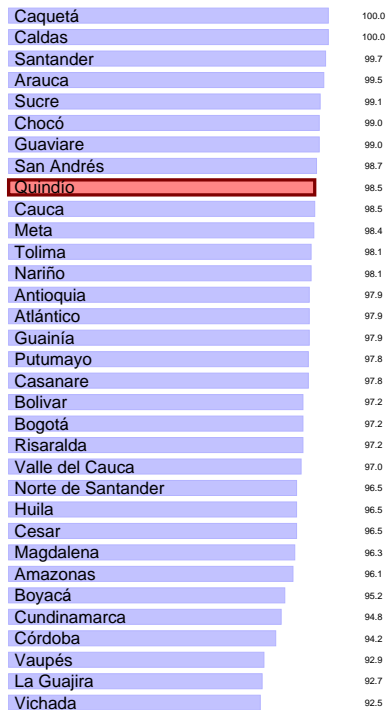 Caquetá 100.0
Caldas 100.0
Santander 99.7
Arauca 99.5
Sucre 99.1
Chocó 99.0
Guaviare 99.0
San Andrés 98.7
Quindío 98.5
Cauca 98.5
Meta 98.4
Tolima 98.1
Nariño 98.1
Antioquia 97.9
Atlántico 97.9
Guainía 97.9
Putumayo 97.8
Casanare 97.8
Bolivar 97.2
Bogotá 97.2
Risaralda 97.2
Valle del Cauca 97.0
Norte de Santander 96.5
Huila 96.5
Cesar 96.5
Magdalena 96.3
Amazonas 96.1
Boyacá 95.2
Cundinamarca 94.8
Córdoba 94.2
Vaupés 92.9
La Guajira 92.7
Vichada 92.5